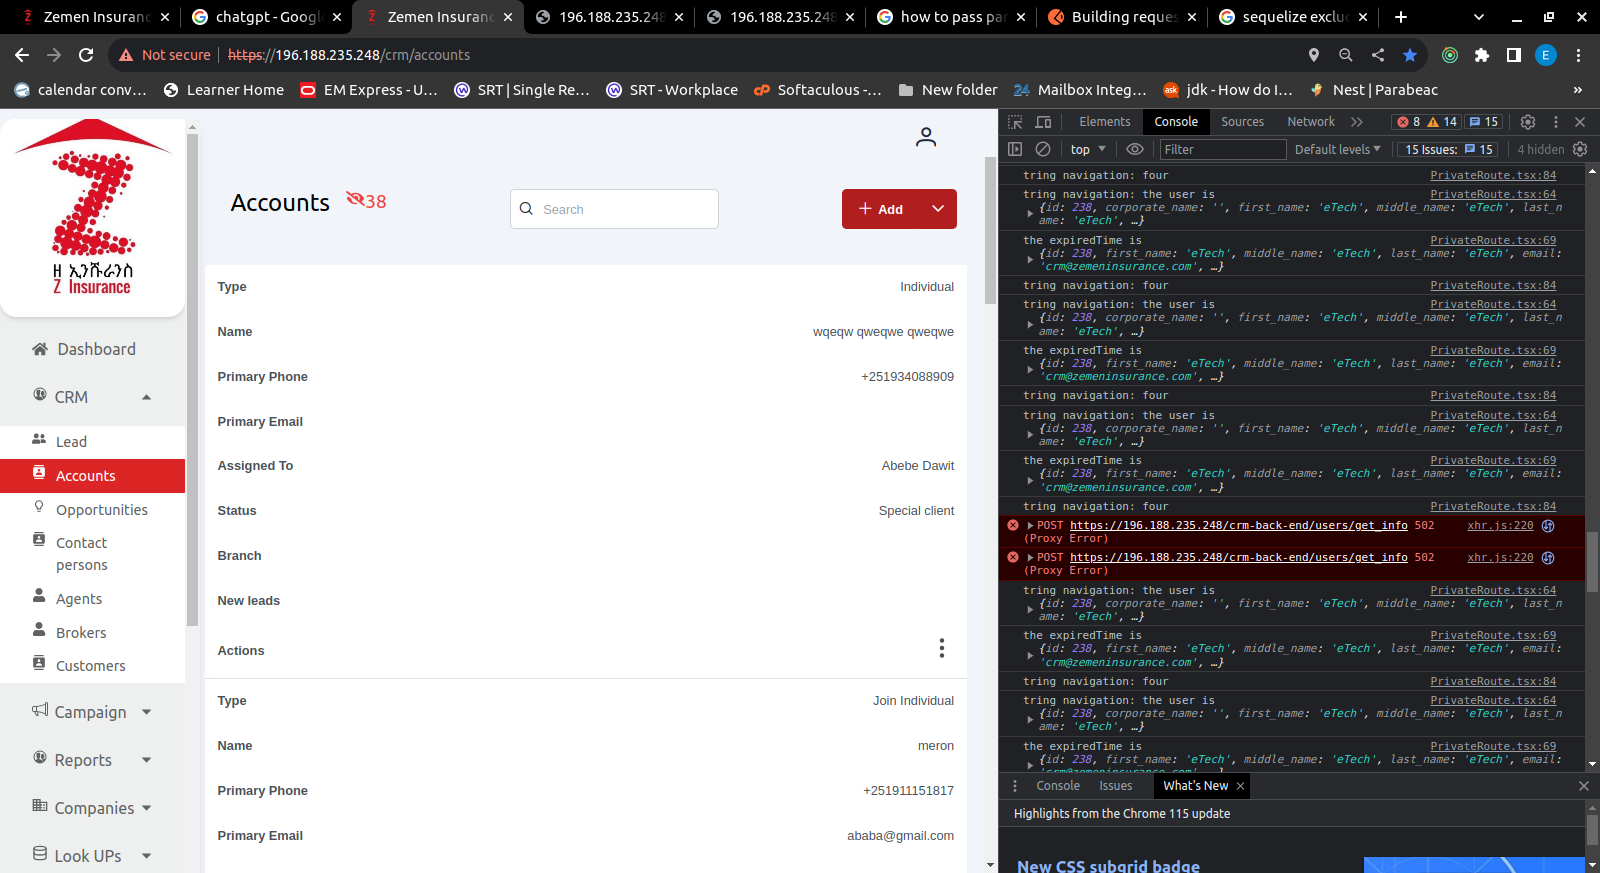 Zemen Insuranc
chatgpt - Googl
Zemen Insuranc
196.188.235.248
196.188.235.248
how to pass par
Building reques
sequelize exclud
Not secure
https://196.188.235.248/crm/accounts
E
calendar conv...
Learner Home
EM Express - U...
SRT | Single Re...
SRT - Workplace
Softaculous -...
New folder
24 Mailbox Integ...
ask jdk - How do I...
Nest | Parabeac
»
ዘ ኢንሹራንስ
Z Insurance
Dashboard
CRM
Lead
Accounts
Opportunities
Contact
persons
Agents
Brokers
Customers
Campaign
Reports
Companies
Look UPs
Accounts
38
Search
Add
Type
Individual
Name
wqeqw qweqwe qweqwe
Primary Phone
+251934088909
Primary Email
Assigned To
Abebe Dawit
Status
Special client
Branch
New leads
Actions
Type
Join Individual
Name
meron
Primary Phone
+251911151817
Primary Email
ababa@gmail.com
Elements
Console
Sources
Network
8
14
15
top
Filter
Default levels
15 Issues:
15
4 hidden
tring navigation: four PrivateRoute.tsx:84
tring navigation: the user is PrivateRoute.tsx:64
{id: 238, corporate_name: '', first_name: 'eTech', middle_name: 'eTech', last_n
ame: 'eTech', …}
the expiredTime is PrivateRoute.tsx:69
{id: 238, first_name: 'eTech', middle_name: 'eTech', last_name: 'eTech', email:
'crm@zemeninsurance.com', …}
tring navigation: four PrivateRoute.tsx:84
tring navigation: the user is PrivateRoute.tsx:64
{id: 238, corporate_name: '', first_name: 'eTech', middle_name: 'eTech', last_n
ame: 'eTech', …}
the expiredTime is PrivateRoute.tsx:69
{id: 238, first_name: 'eTech', middle_name: 'eTech', last_name: 'eTech', email:
'crm@zemeninsurance.com', …}
tring navigation: four PrivateRoute.tsx:84
tring navigation: the user is PrivateRoute.tsx:64
{id: 238, corporate_name: '', first_name: 'eTech', middle_name: 'eTech', last_n
ame: 'eTech', …}
the expiredTime is PrivateRoute.tsx:69
{id: 238, first_name: 'eTech', middle_name: 'eTech', last_name: 'eTech', email:
'crm@zemeninsurance.com', …}
tring navigation: four PrivateRoute.tsx:84
POST https://196.188.235.248/crm-back-end/users/get_info 502 xhr.js:220
(Proxy Error)
POST https://196.188.235.248/crm-back-end/users/get_info 502 xhr.js:220
(Proxy Error)
tring navigation: the user is PrivateRoute.tsx:64
{id: 238, corporate_name: '', first_name: 'eTech', middle_name: 'eTech', last_n
ame: 'eTech', …}
the expiredTime is PrivateRoute.tsx:69
{id: 238, first_name: 'eTech', middle_name: 'eTech', last_name: 'eTech', email:
'crm@zemeninsurance.com', …}
tring navigation: four PrivateRoute.tsx:84
tring navigation: the user is PrivateRoute.tsx:64
{id: 238, corporate_name: '', first_name: 'eTech', middle_name: 'eTech', last_n
ame: 'eTech', …}
the expiredTime is PrivateRoute.tsx:69
{id: 238, first_name: 'eTech', middle_name: 'eTech', last_name: 'eTech', email:
'crm@zemeninsurance.com', …}
Console
Issues
What's New
Highlights from the Chrome 115 update
New CSS subgrid badge